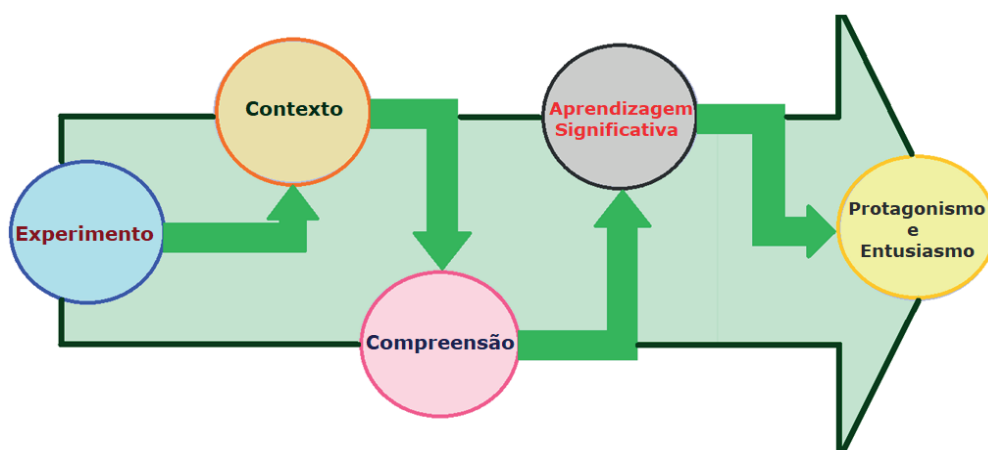 Experimento
Contexto
Compreensão
Aprendizagem
Significativa
Protagonismo
e
Entusiasmo